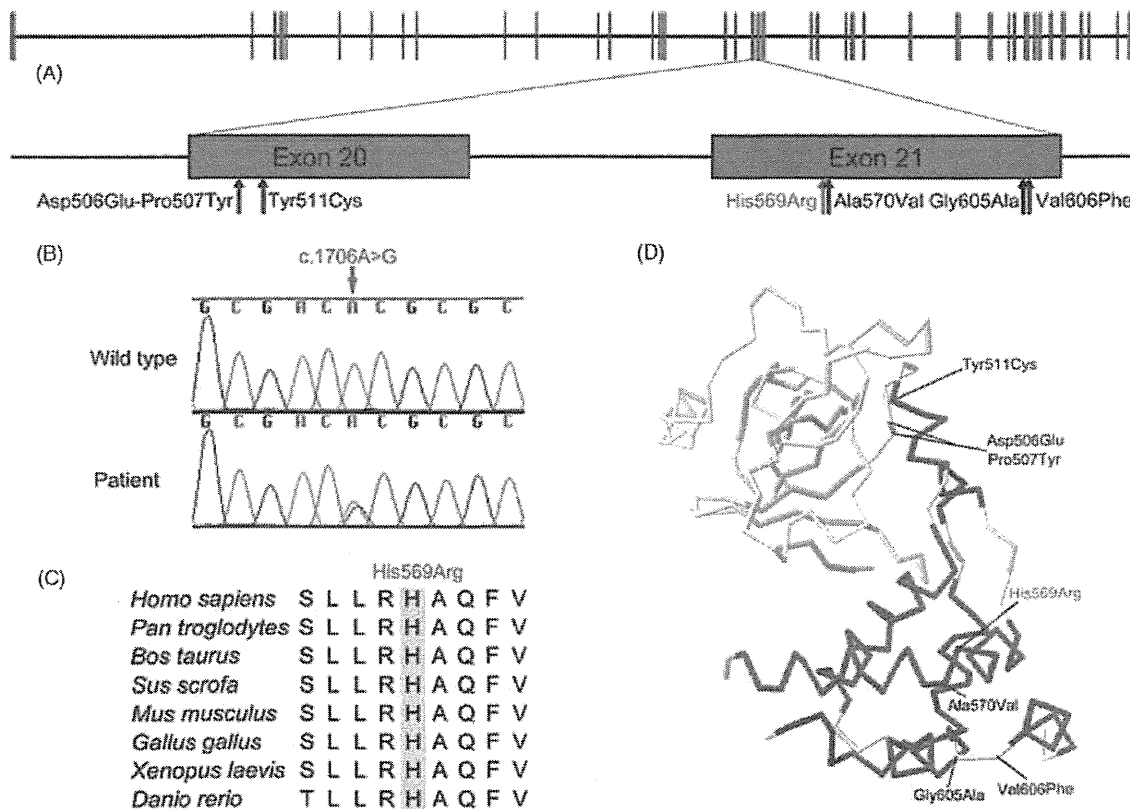 (A)
Exon 20
Exon 21
Asp506Glu-Pro507Tyr
Tyr511Cys
His569Arg
Ala570Val Gly605Ala
Val606Phe
(B)
c.1706A>G
G C G A C A C G C G C
Wild type
G C G A C A C G C G C
Patient
(C)
His569Arg
Homo sapiens S L L R H A Q F V
Pan troglodytes S L L R H A Q F V
Bos taurus S L L R H A Q F V
Sus scrofa S L L R H A Q F V
Mus musculus S L L R H A Q F V
Gallus gallus S L L R H A Q F V
Xenopus laevis S L L R H A Q F V
Danio rerio T L L R H A Q F V
(D)
Tyr511Cys
Asp506Glu
Pro507Tyr
His569Arg
Ala570Val
Gly605Ala
Val606Phe